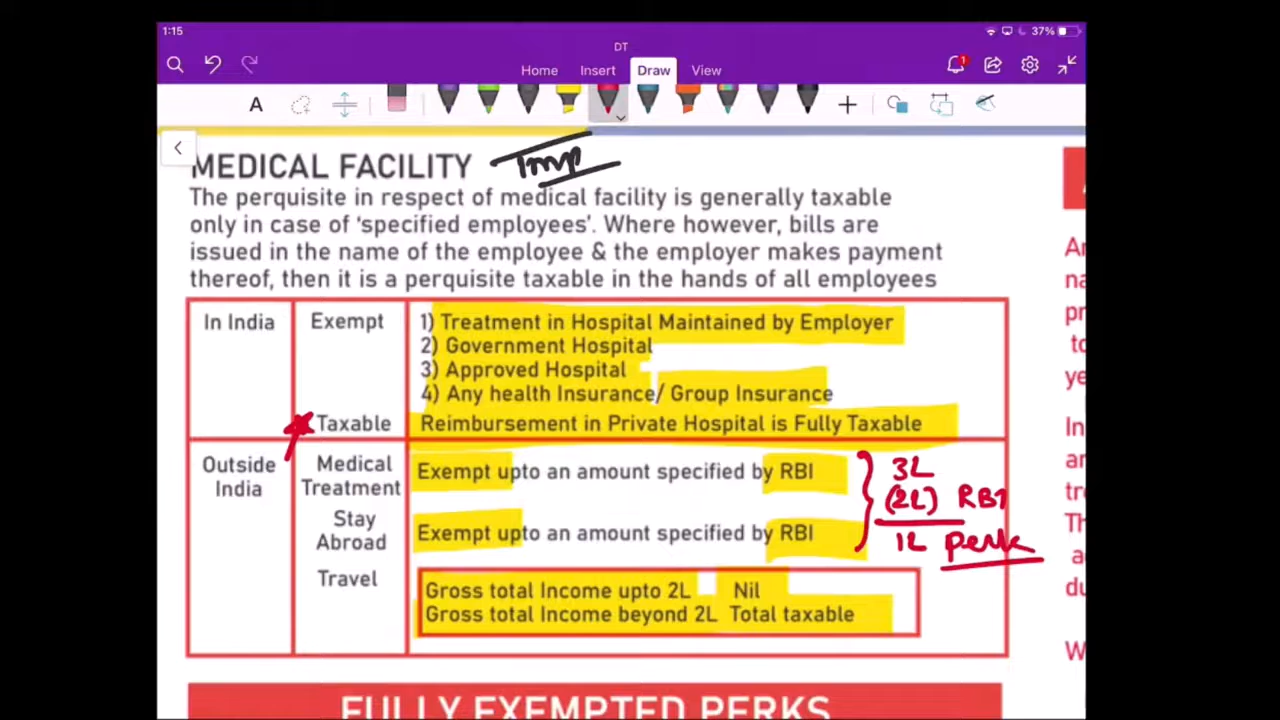 1:15
37%
DT
Home Insert Draw View
1
A
MEDICAL FACILITY Imp
The perquisite in respect of medical facility is generally taxable
only in case of ‘specified employees’. Where however, bills are
issued in the name of the employee & the employer makes payment
thereof, then it is a perquisite taxable in the hands of all employees
In India Exempt 1) Treatment in Hospital Maintained by Employer
2) Government Hospital
3) Approved Hospital
4) Any health Insurance/ Group Insurance
Taxable Reimbursement in Private Hospital is Fully Taxable
Outside India Medical Treatment Exempt upto an amount specified by RBI
3L
(2L) RBI
1L perk
Stay Abroad Exempt upto an amount specified by RBI
Travel Gross total Income upto 2L Nil
Gross total Income beyond 2L Total taxable
FULLY EXEMPTED PERKS